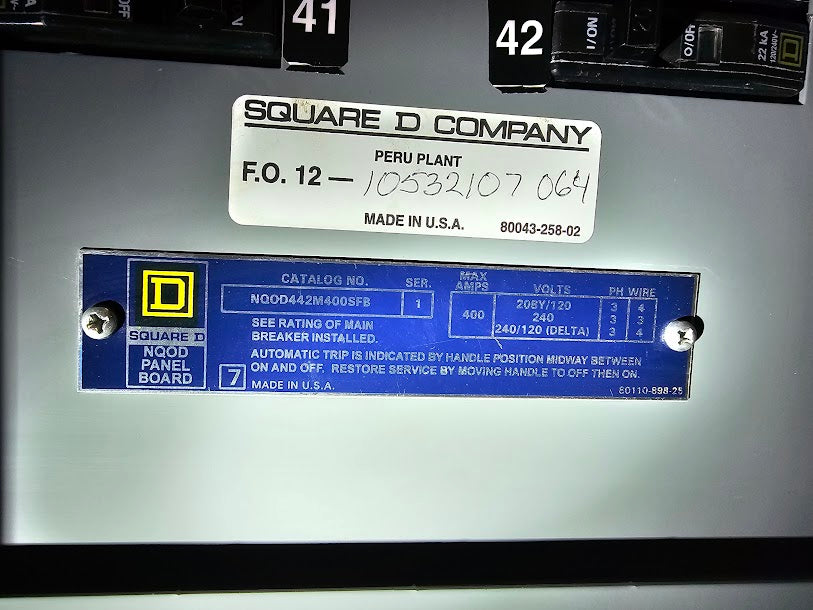 OFF
41
42
I/ON
O/OFF
22 kA
120/240V~
D
SQUARE D COMPANY
PERU PLANT
F.O. 12 — 10532107 064
MADE IN U.S.A. 80043-258-02
D
SQUARE D
NQOD
PANEL
BOARD
CATALOG NO. SER.
NQOD442M400SFB 1
SEE RATING OF MAIN
BREAKER INSTALLED.
MAX
AMPS VOLTS PH WIRE
400 208Y/120 3 4
240 3 3
240/120 (DELTA) 3 4
AUTOMATIC TRIP IS INDICATED BY HANDLE POSITION MIDWAY BETWEEN
ON AND OFF. RESTORE SERVICE BY MOVING HANDLE TO OFF THEN ON.
7 MADE IN U.S.A. 80110-898-25